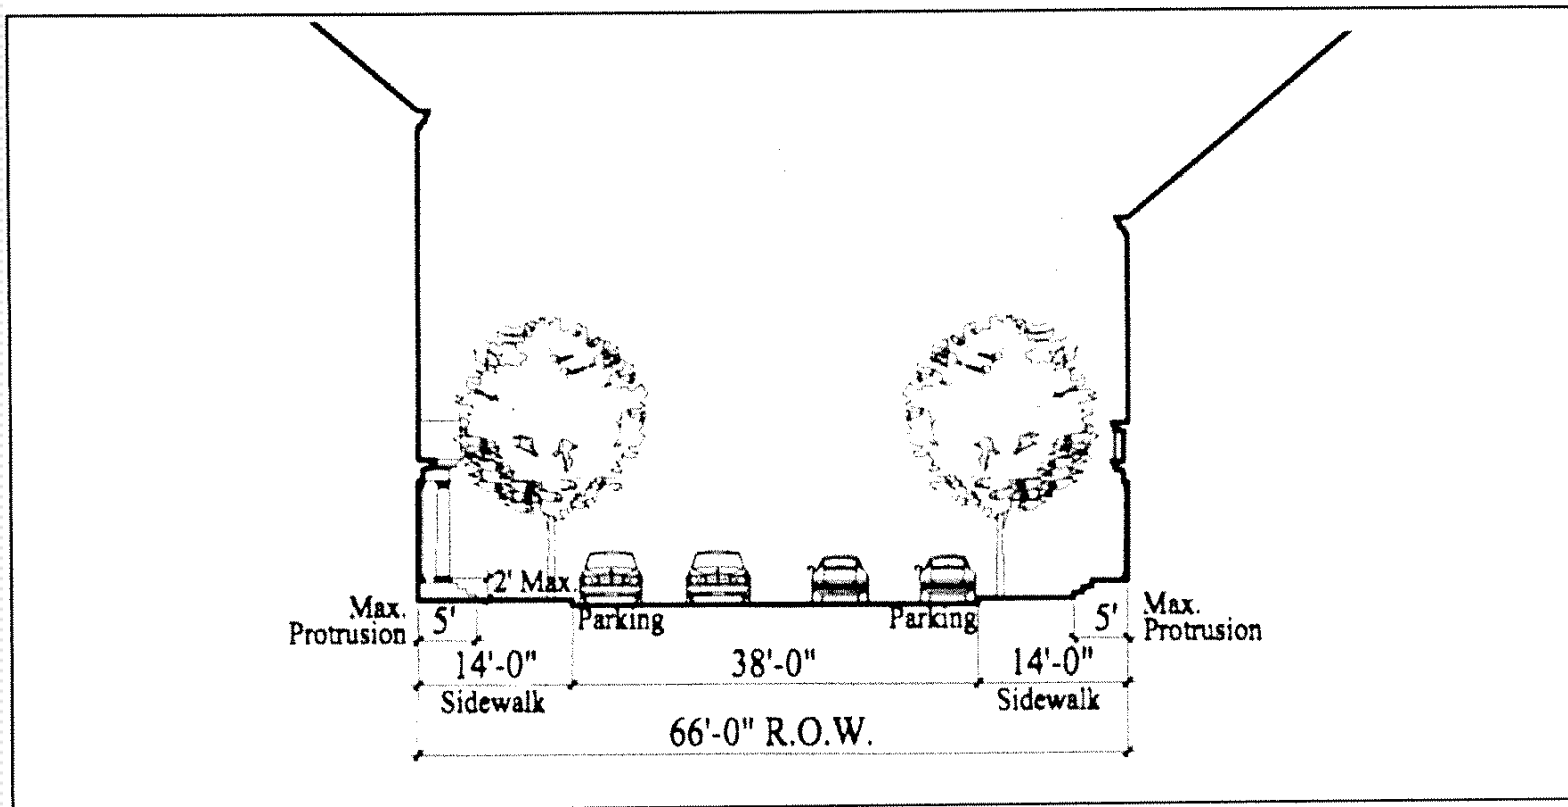 2' Max.
Max.
Protrusion
5'
Parking
Parking
5'
Max.
Protrusion
14'-0"
Sidewalk
38'-0"
14'-0"
Sidewalk
66'-0" R.O.W.